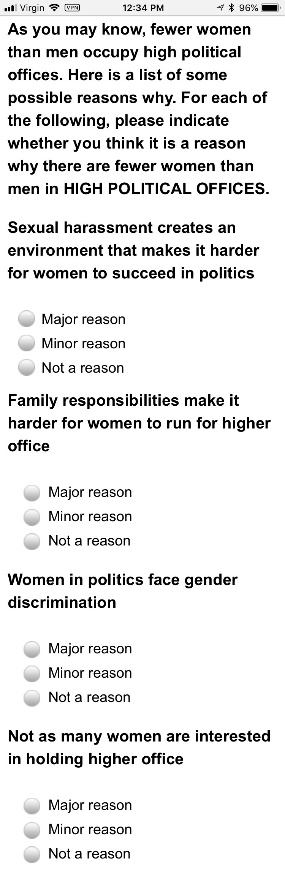 Virgin VPN 12:34 PM 96%
As you may know, fewer women
than men occupy high political
offices. Here is a list of some
possible reasons why. For each of
the following, please indicate
whether you think it is a reason
why there are fewer women than
men in HIGH POLITICAL OFFICES.
Sexual harassment creates an
environment that makes it harder
for women to succeed in politics
Major reason
Minor reason
Not a reason
Family responsibilities make it
harder for women to run for higher
office
Major reason
Minor reason
Not a reason
Women in politics face gender
discrimination
Major reason
Minor reason
Not a reason
Not as many women are interested
in holding higher office
Major reason
Minor reason
Not a reason